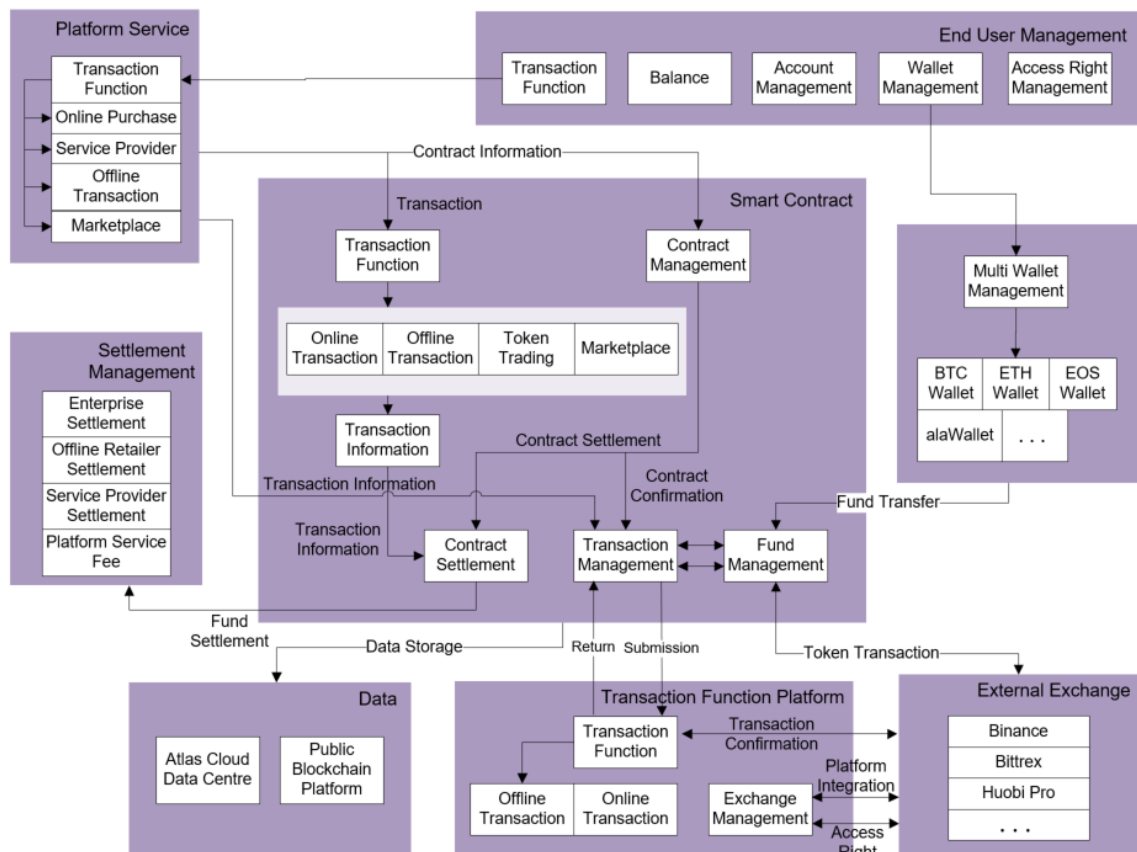 Platform Service
Transaction
Function
Online Purchase
Service Provider
Offline
Transaction
Marketplace
End User Management
Transaction
Function
Balance
Account
Management
Wallet
Management
Access Right
Management
Contract Information
Transaction
Smart Contract
Transaction
Function
Contract
Management
Online
Transaction
Offline
Transaction
Token
Trading
Marketplace
Transaction
Information
Contract Settlement
Contract
Confirmation
Transaction Information
Transaction
Information
Contract
Settlement
Transaction
Management
Fund
Management
Multi Wallet
Management
BTC
Wallet
ETH
Wallet
EOS
Wallet
alaWallet
. . .
Fund Transfer
Settlement
Management
Enterprise
Settlement
Offline Retailer
Settlement
Service Provider
Settlement
Platform Service
Fee
Fund
Settlement
Data Storage
Return
Submission
Token Transaction
Data
Atlas Cloud
Data Centre
Public
Blockchain
Platform
Transaction Function Platform
Transaction
Function
Transaction
Confirmation
Offline
Transaction
Online
Transaction
Exchange
Management
Platform
Integration
Access
Right
External Exchange
Binance
Bittrex
Huobi Pro
. . .